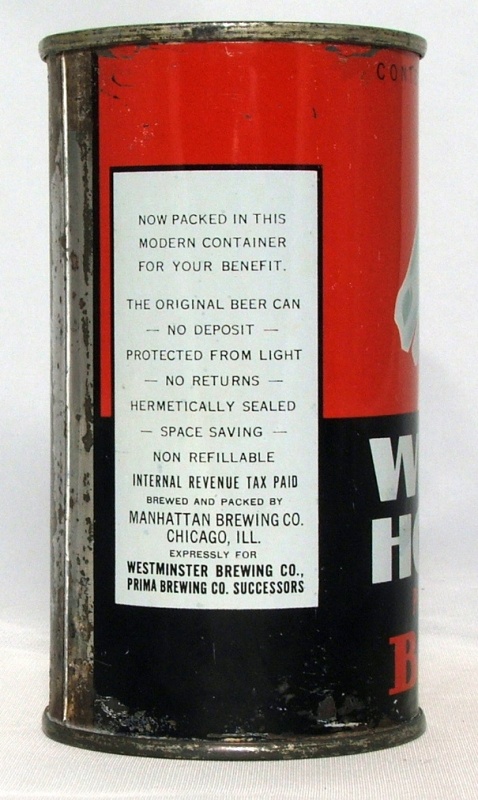 NOW PACKED IN THIS
MODERN CONTAINER
FOR YOUR BENEFIT.
THE ORIGINAL BEER CAN
— NO DEPOSIT —
PROTECTED FROM LIGHT
— NO RETURNS —
HERMETICALLY SEALED
— SPACE SAVING —
NON REFILLABLE
INTERNAL REVENUE TAX PAID
BREWED AND PACKED BY
MANHATTAN BREWING CO.
CHICAGO, ILL.
EXPRESSLY FOR
WESTMINSTER BREWING CO.,
PRIMA BREWING CO. SUCCESSORS